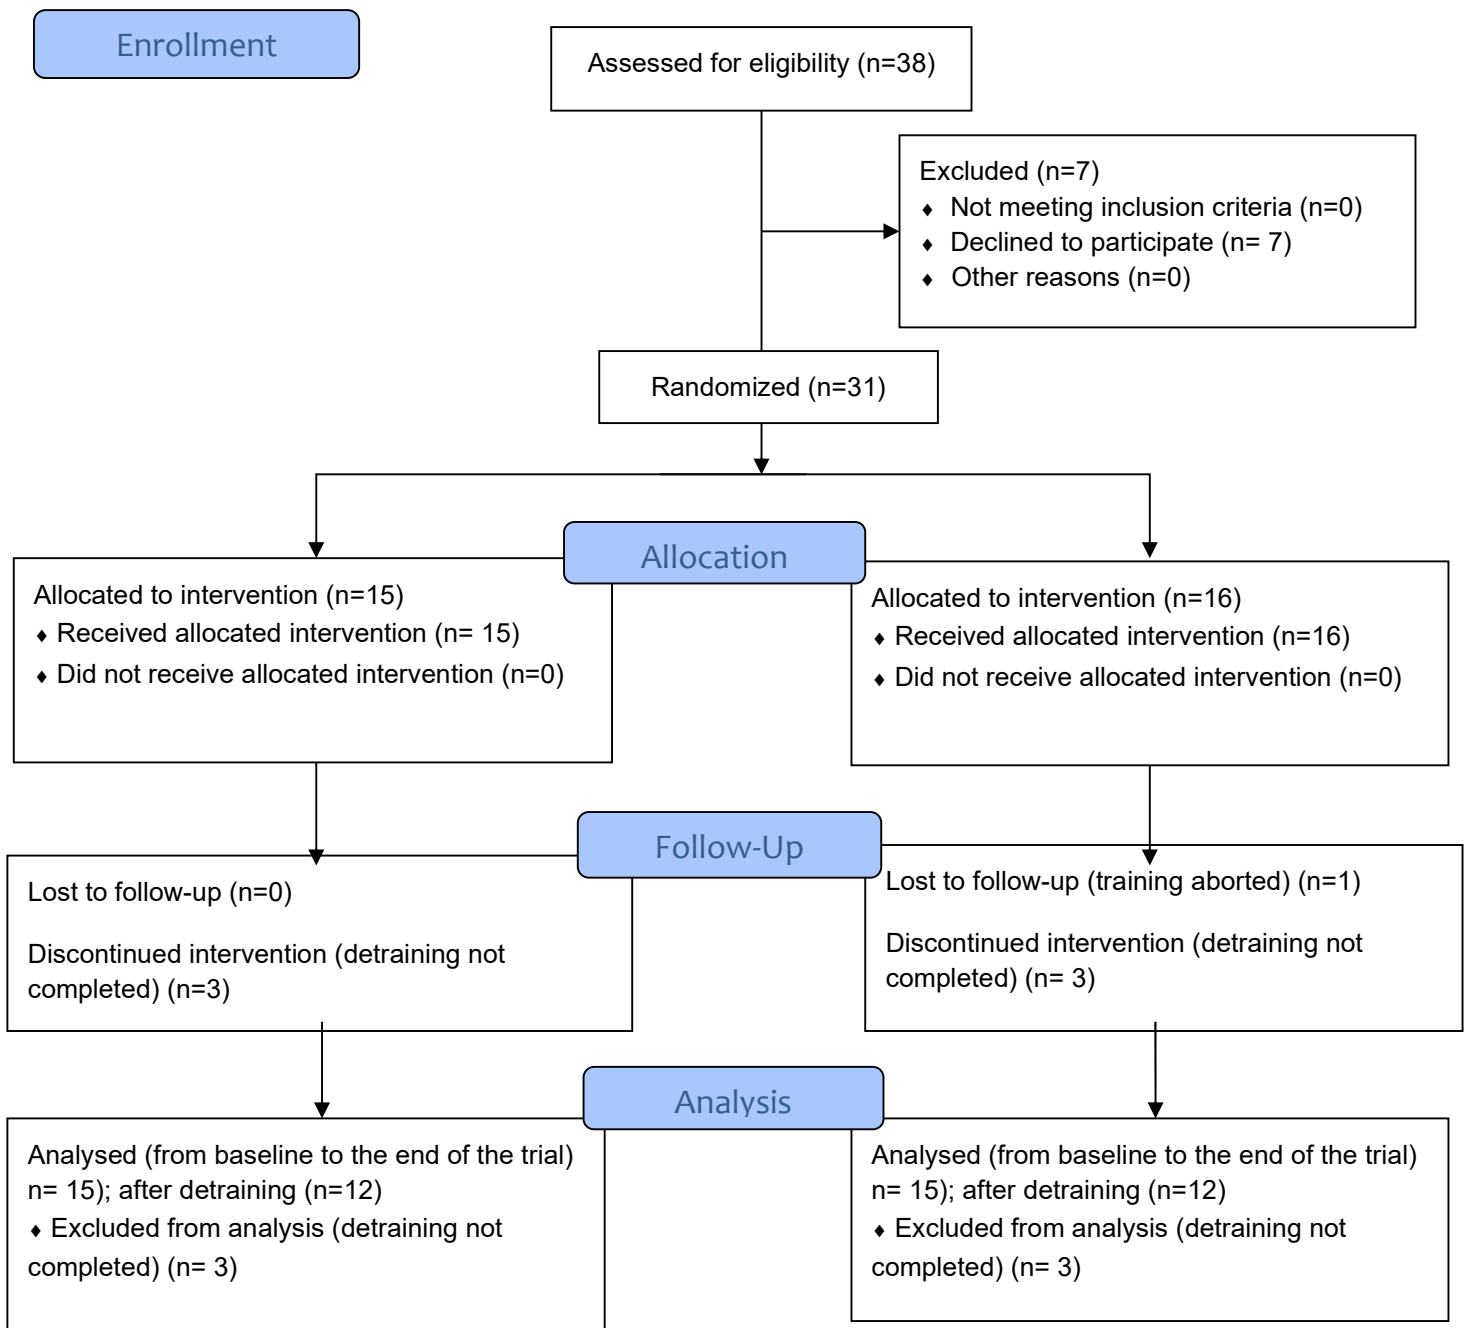 Enrollment
Assessed for eligibility (n=38)
Excluded (n=7)
♦ Not meeting inclusion criteria (n=0)
♦ Declined to participate (n= 7)
♦ Other reasons (n=0)
Randomized (n=31)
Allocation
Allocated to intervention (n=15)
♦ Received allocated intervention (n= 15)
♦ Did not receive allocated intervention (n=0)
Allocated to intervention (n=16)
♦ Received allocated intervention (n=16)
♦ Did not receive allocated intervention (n=0)
Follow-Up
Lost to follow-up (n=0)
Discontinued intervention (detraining not
completed) (n=3)
Lost to follow-up (training aborted) (n=1)
Discontinued intervention (detraining not
completed) (n= 3)
Analysis
Analysed (from baseline to the end of the trial)
n= 15); after detraining (n=12)
♦ Excluded from analysis (detraining not
completed) (n= 3)
Analysed (from baseline to the end of the trial)
n= 15); after detraining (n=12)
♦ Excluded from analysis (detraining not
completed) (n= 3)